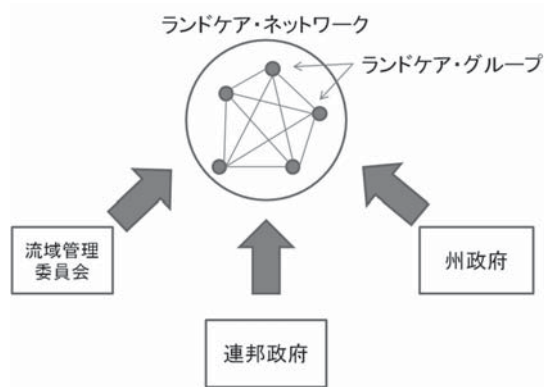 ランドケア・ネットワーク
ランドケア・グループ
流域管理
委員会
州政府
連邦政府